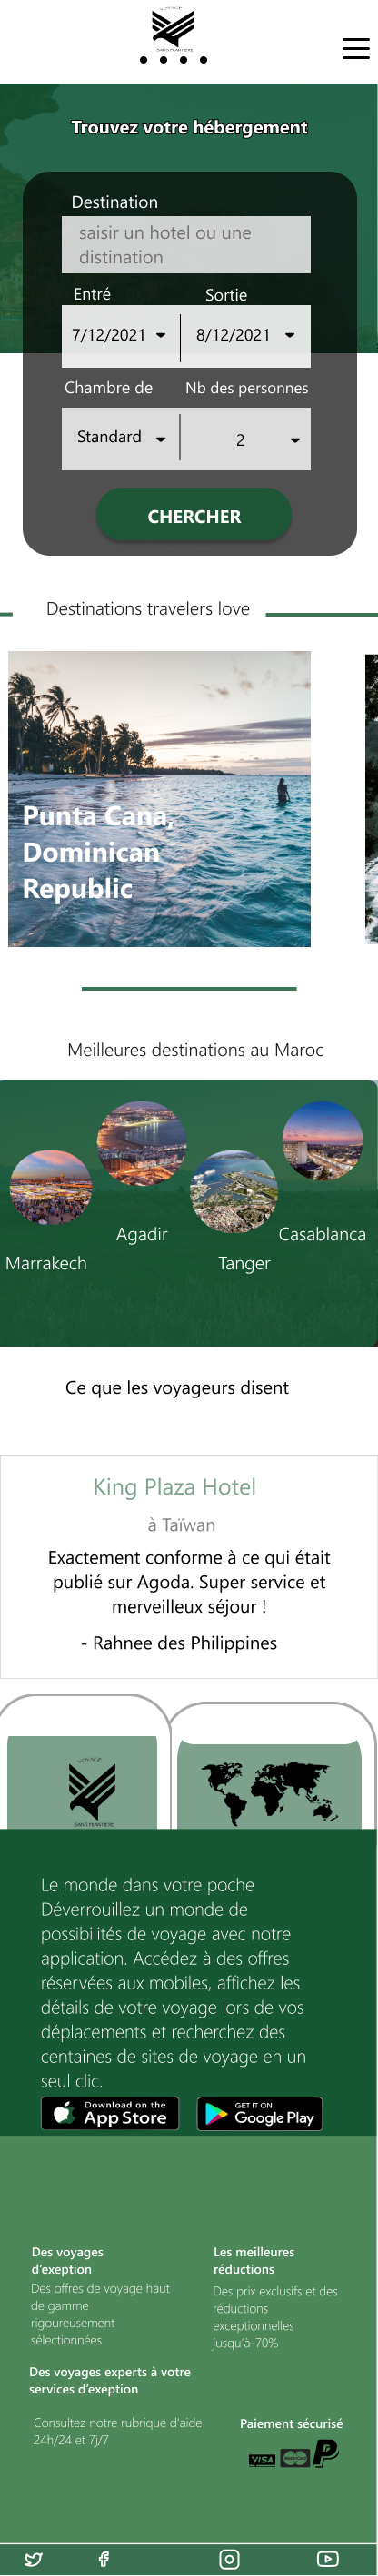 VOYAGE
SANS FRANTIERE
Trouvez votre hébergement
Destination
saisir un hotel ou une
distination
Entré
Sortie
7/12/2021
8/12/2021
Chambre de
Nb des personnes
Standard
2
CHERCHER
Destinations travelers love
Punta Cana,
Dominican
Republic
Meilleures destinations au Maroc
Agadir
Casablanca
Marrakech
Tanger
Ce que les voyageurs disent
King Plaza Hotel
à Taïwan
Exactement conforme à ce qui était
publié sur Agoda. Super service et
merveilleux séjour !
- Rahnee des Philippines
VOYAGE
SANS FRANTIERE
Le monde dans votre poche
Déverrouillez un monde de
possibilités de voyage avec notre
application. Accédez à des offres
réservées aux mobiles, affichez les
détails de votre voyage lors de vos
déplacements et recherchez des
centaines de sites de voyage en un
seul clic.
Download on the
App Store
GET IT ON
Google Play
Des voyages
d'exeption
Des offres de voyage haut
de gamme
rigoureusement
sélectionnées
Les meilleures
réductions
Des prix exclusifs et des
réductions
exceptionnelles
jusqu'à-70%
Des voyages experts à votre
services d'exeption
Consultez notre rubrique d'aide
24h/24 et 7j/7
Paiement sécurisé
VISA
MasterCard